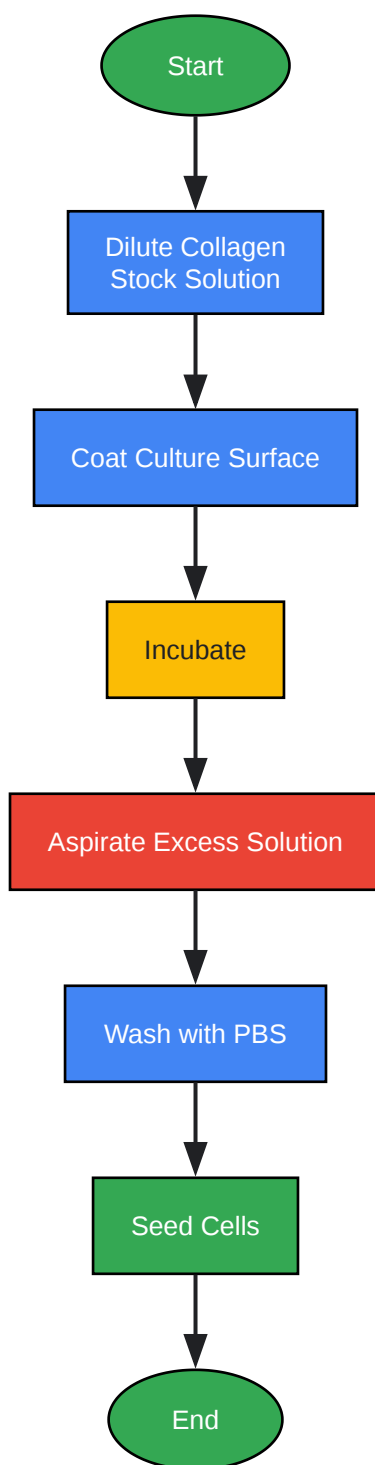 Start
Dilute Collagen
Stock Solution
Coat Culture Surface
Incubate
Aspirate Excess Solution
Wash with PBS
Seed Cells
End